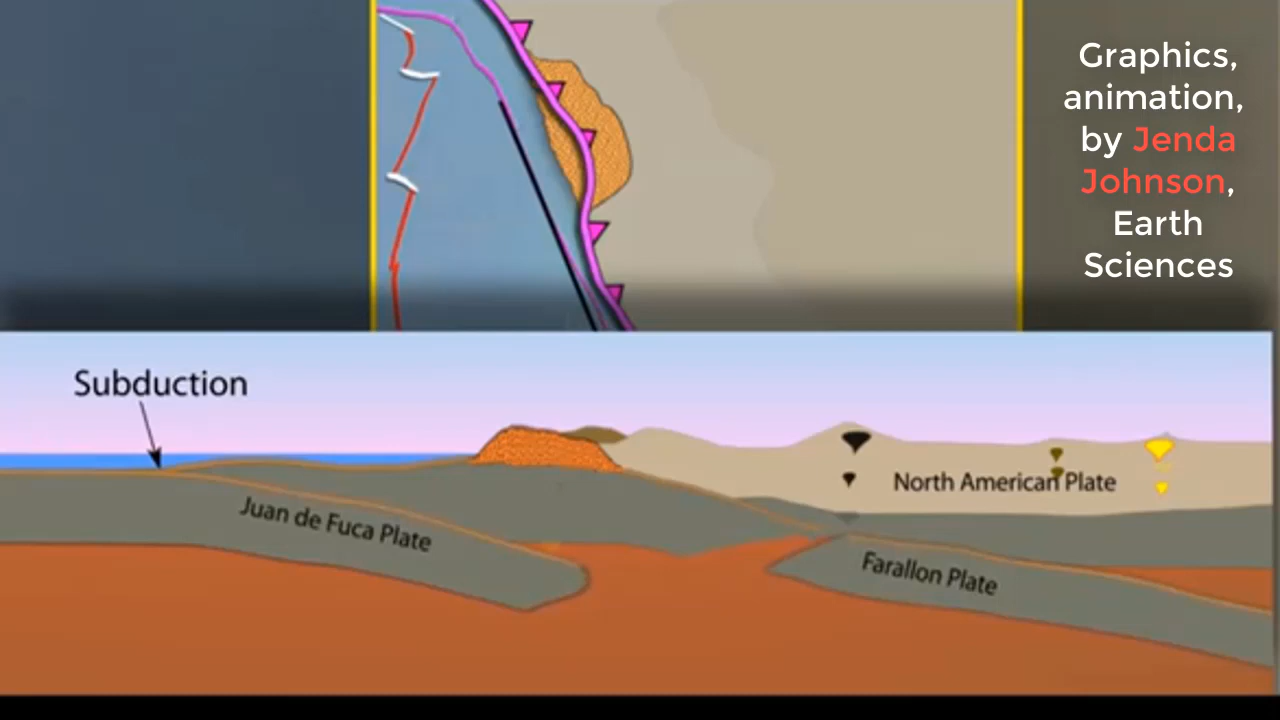 Graphics,
animation,
by Jenda
Johnson,
Earth
Sciences
Subduction
North American Plate
Juan de Fuca Plate
Farallon Plate